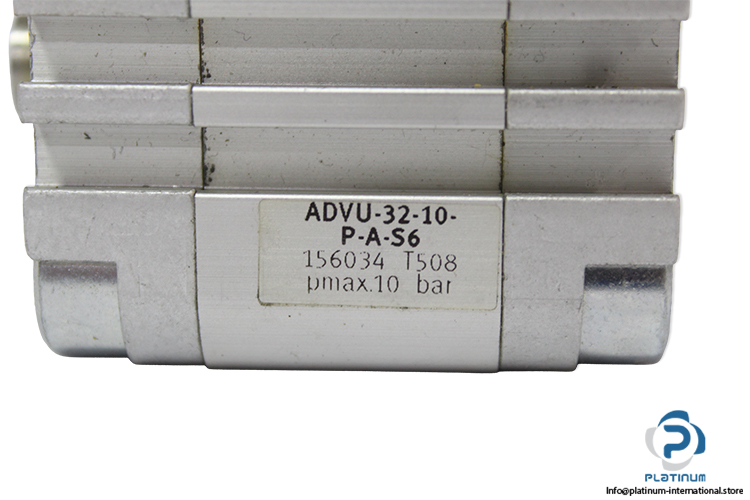 ADVU-32-10-
P-A-S6
156034 T508
pmax.10 bar
PLATINUM
Info@platinum-international.store